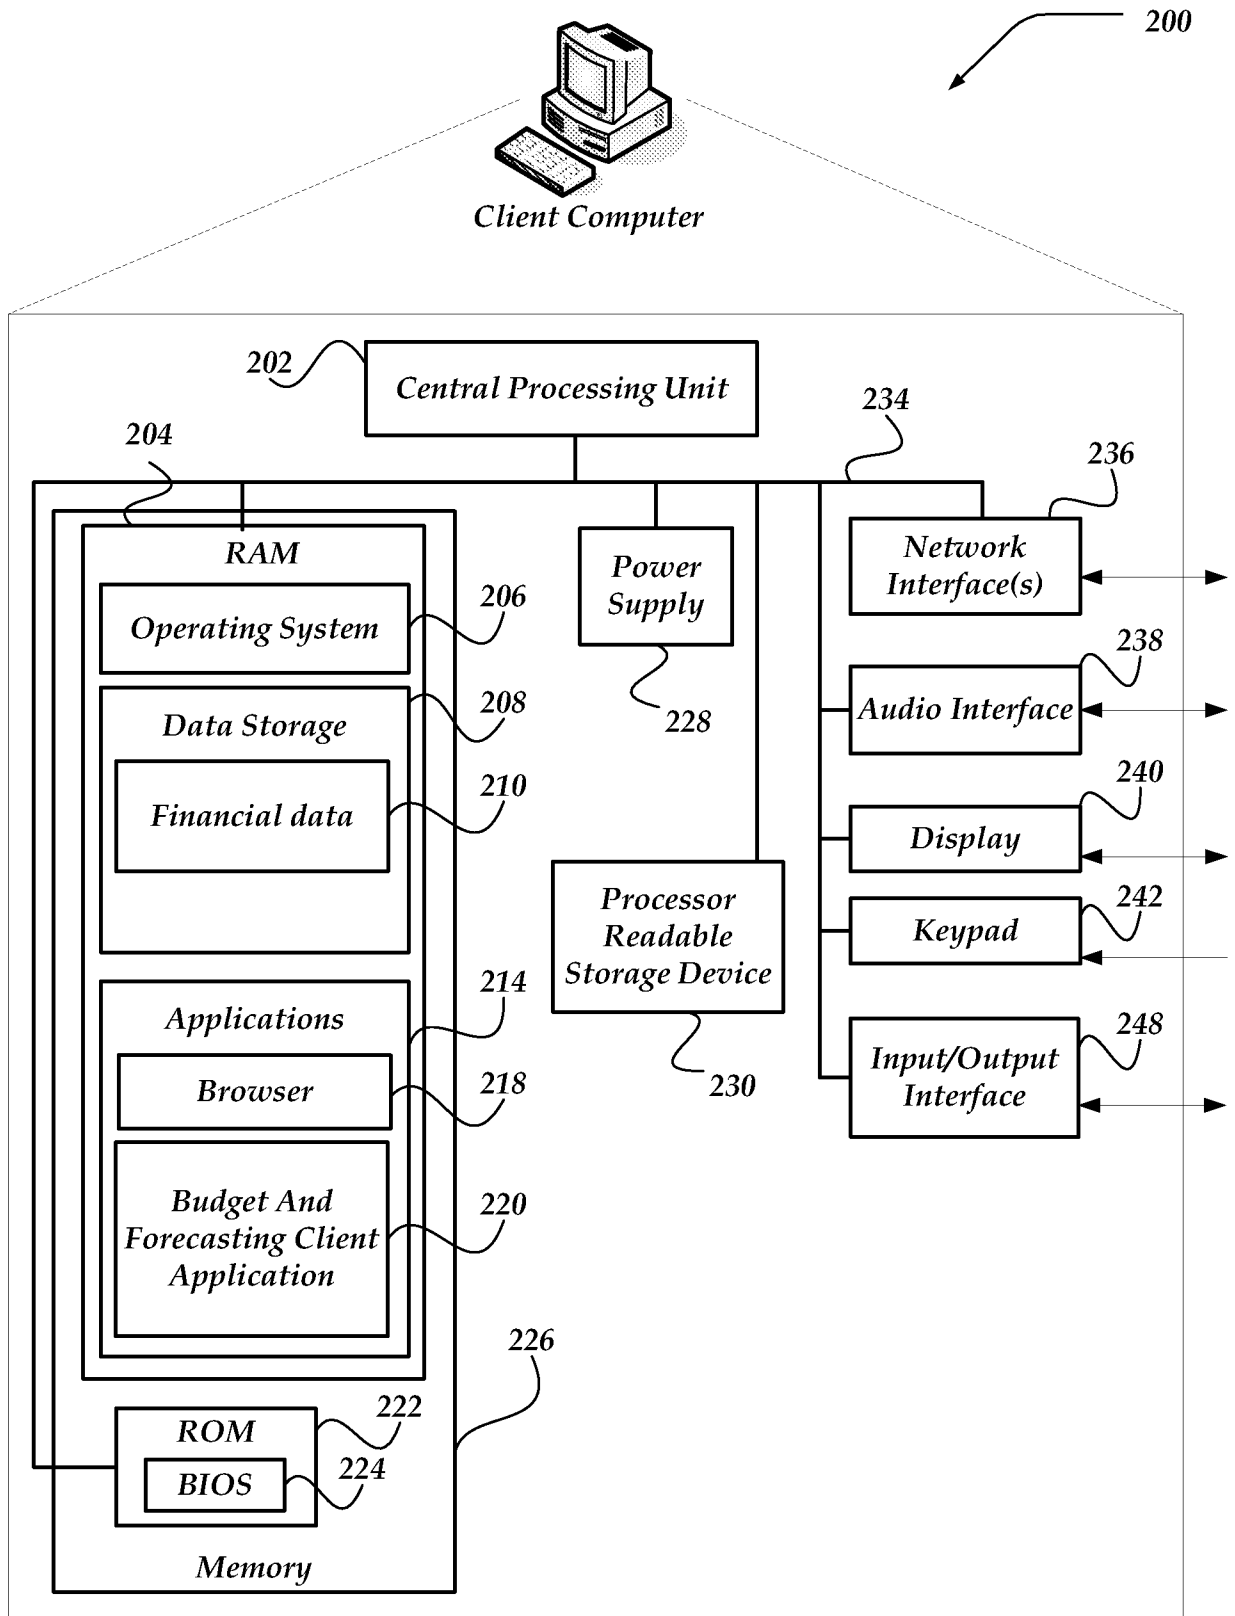 200
Client Computer
202
Central Processing Unit
234
204
236
RAM
Network
Interface(s)
Power
Supply
206
Operating System
238
208
228
Audio Interface
Data Storage
210
Financial data
240
Display
Processor
Readable
Storage Device
242
Keypad
214
Applications
248
Input/Output
Interface
218
Browser
230
220
Budget And
Forecasting Client
Application
226
222
ROM
224
BIOS
Memory